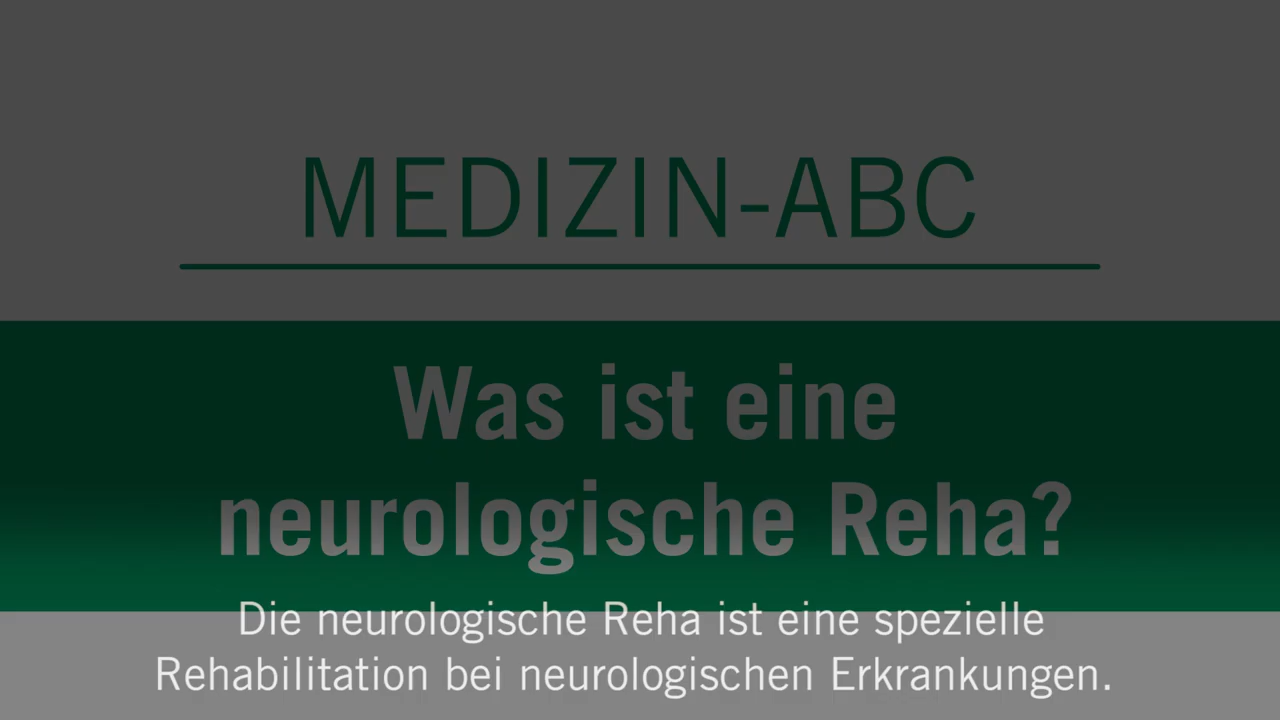 MEDIZIN-ABC
Was ist eine
neurologische Reha?
Die neurologische Reha ist eine spezielle
Rehabilitation bei neurologischen Erkrankungen.